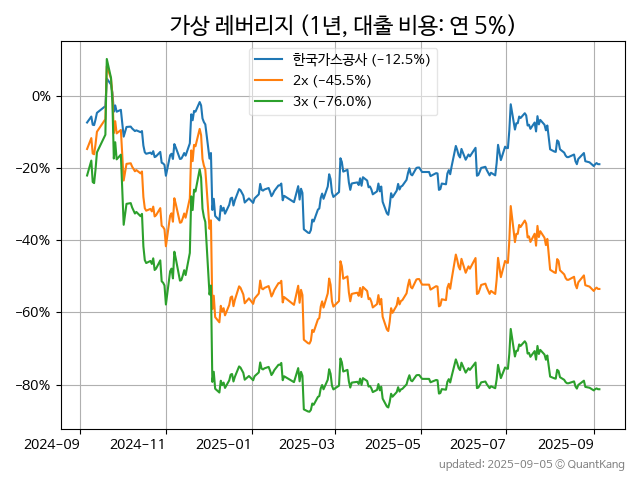 가상 레버리지 (1년, 대출 비용: 연 5%)
한국가스공사 (-12.5%)
2x (-45.5%)
3x (-76.0%)
0%
-20%
-40%
-60%
-80%
2024-09 2024-11 2025-01 2025-03 2025-05 2025-07 2025-09
updated: 2025-09-05 © QuantKang